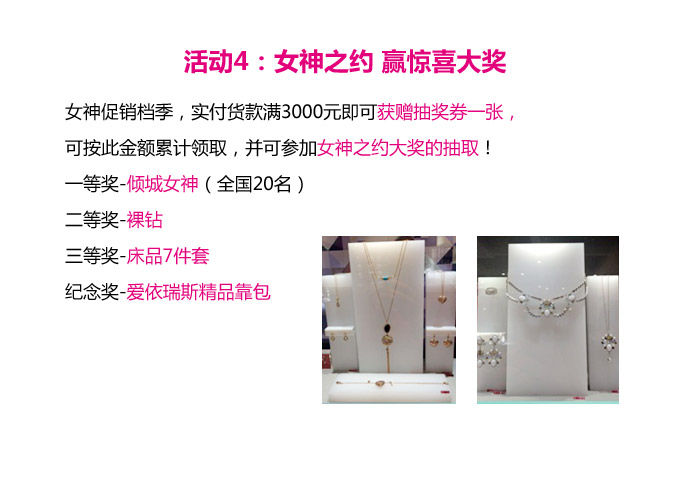 活动4：女神之约 赢惊喜大奖
女神促销档季，实付货款满3000元即可获赠抽奖券一张，
可按此金额累计领取，并可参加女神之约大奖的抽取！
一等奖-倾城女神（全国20名）
二等奖-裸钻
三等奖-床品7件套
纪念奖-爱依瑞斯精品靠包